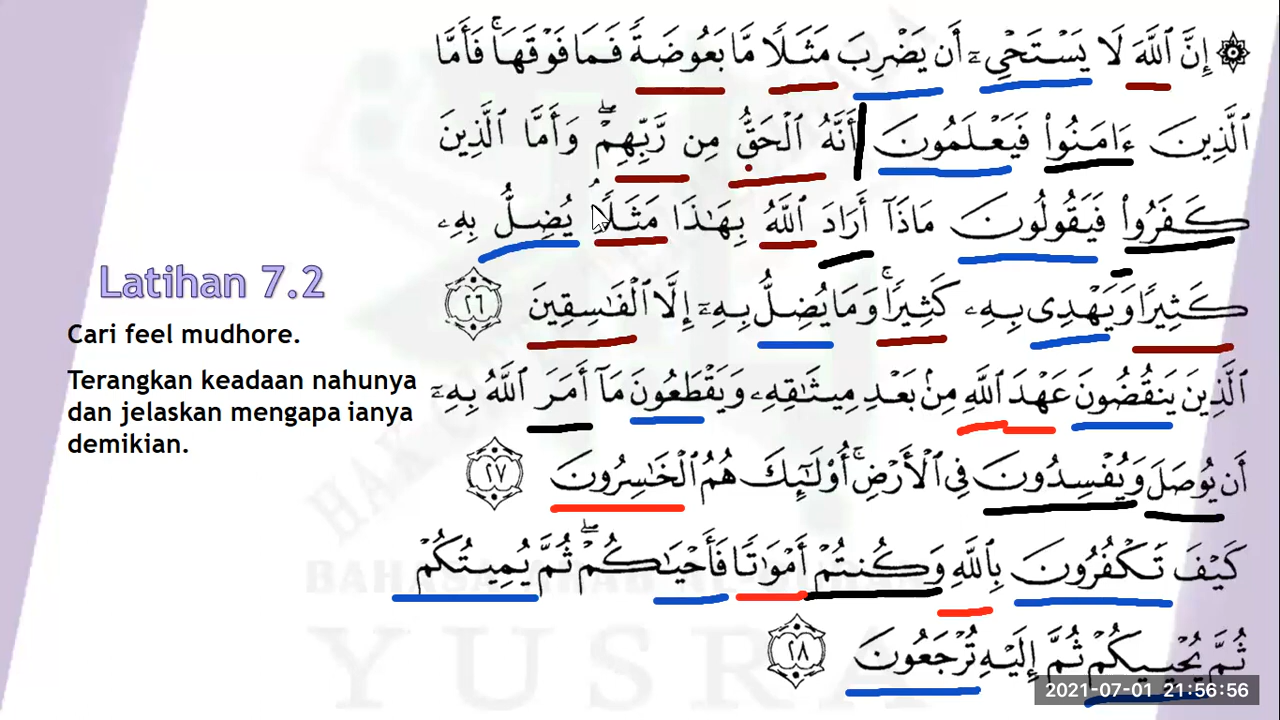 ۞ إِنَّ ٱللَّهَ لَا يَسْتَحْىِۦٓ أَن يَضْرِبَ مَثَلًا مَّا بَعُوضَةً فَمَا فَوْقَهَا ۚ فَأَمَّا
ٱلَّذِينَ ءَامَنُوا۟ فَيَعْلَمُونَ أَنَّهُ ٱلْحَقُّ مِن رَّبِّهِمْ ۖ وَأَمَّا ٱلَّذِينَ
كَفَرُوا۟ فَيَقُولُونَ مَاذَآ أَرَادَ ٱللَّهُ بِهَٰذَا مَثَلًا ۘ يُضِلُّ بِهِۦ
كَثِيرًا وَيَهْدِى بِهِۦ كَثِيرًا ۚ وَمَا يُضِلُّ بِهِۦٓ إِلَّا ٱلْفَٰسِقِينَ ٢٦
ٱلَّذِينَ يَنقُضُونَ عَهْدَ ٱللَّهِ مِنۢ بَعْدِ مِيثَٰقِهِۦ وَيَقْطَعُونَ مَآ أَمَرَ ٱللَّهُ بِهِۦٓ
أَن يُوصَلَ وَيُفْسِدُونَ فِى ٱلْأَرْضِ ۚ أُو۟لَٰٓئِكَ هُمُ ٱلْخَٰسِرُونَ ٢٧
كَيْفَ تَكْفُرُونَ بِٱللَّهِ وَكُنتُمْ أَمْوَٰتًا فَأَحْيَٰكُمْ ۖ ثُمَّ يُمِيتُكُمْ
ثُمَّ يُحْيِيكُمْ ثُمَّ إِلَيْهِ تُرْجَعُونَ ٢٨
Latihan 7.2
Cari feel mudhore.
Terangkan keadaan nahunya
dan jelaskan mengapa ianya
demikian.
YUSRA
2021-07-01 21:56:56